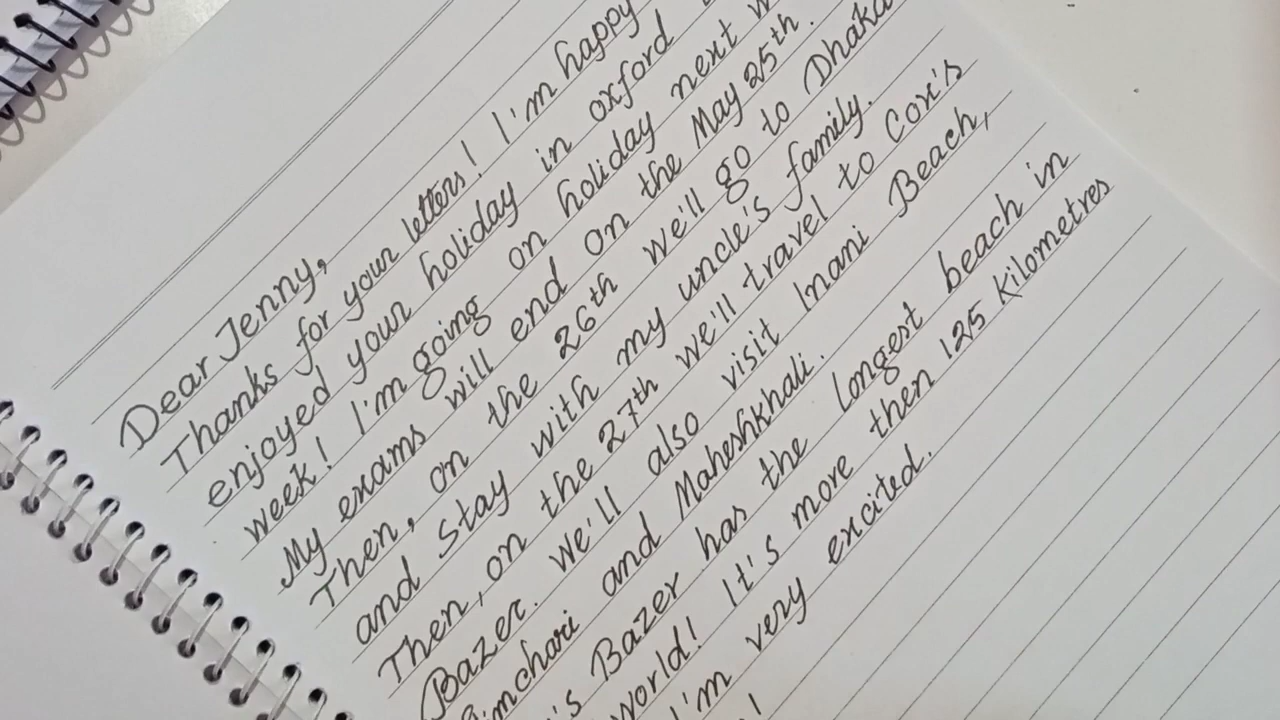 Dear Jenny,
Thanks for your letters! I'm happy
enjoyed your holiday in oxford
week! I'm going on holiday next
My exams will end on the May 25th.
Then, on the 26th we'll go to Dhaka
and stay with my uncle's family.
Then, on the 27th we'll travel to Cox's
Bazer. we'll also visit Inani Beach,
and Maheshkhali.
Bazer has the longest beach in
world! It's more then 125 Kilometres
I'm very excited.